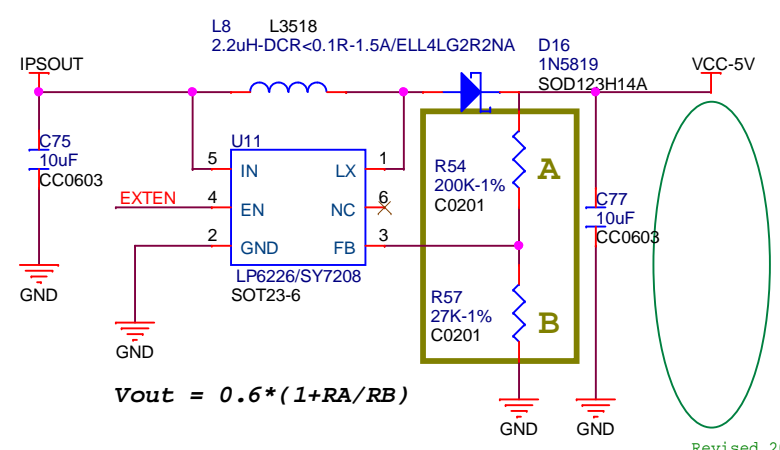 L8 L3518
2.2uH-DCR<0.1R-1.5A/ELL4LG2R2NA
D16
1N5819
SOD123H14A
IPSOUT
VCC-5V
C75
10uF
CC0603
U11
5 IN LX 1
EXTEN 4 EN NC 6
2 GND FB 3
LP6226/SY7208
SOT23-6
R54
200K-1%
C0201
A
C77
10uF
CC0603
R57
27K-1%
C0201
B
GND
GND
GND
GND
Vout = 0.6*(1+RA/RB)
Revised